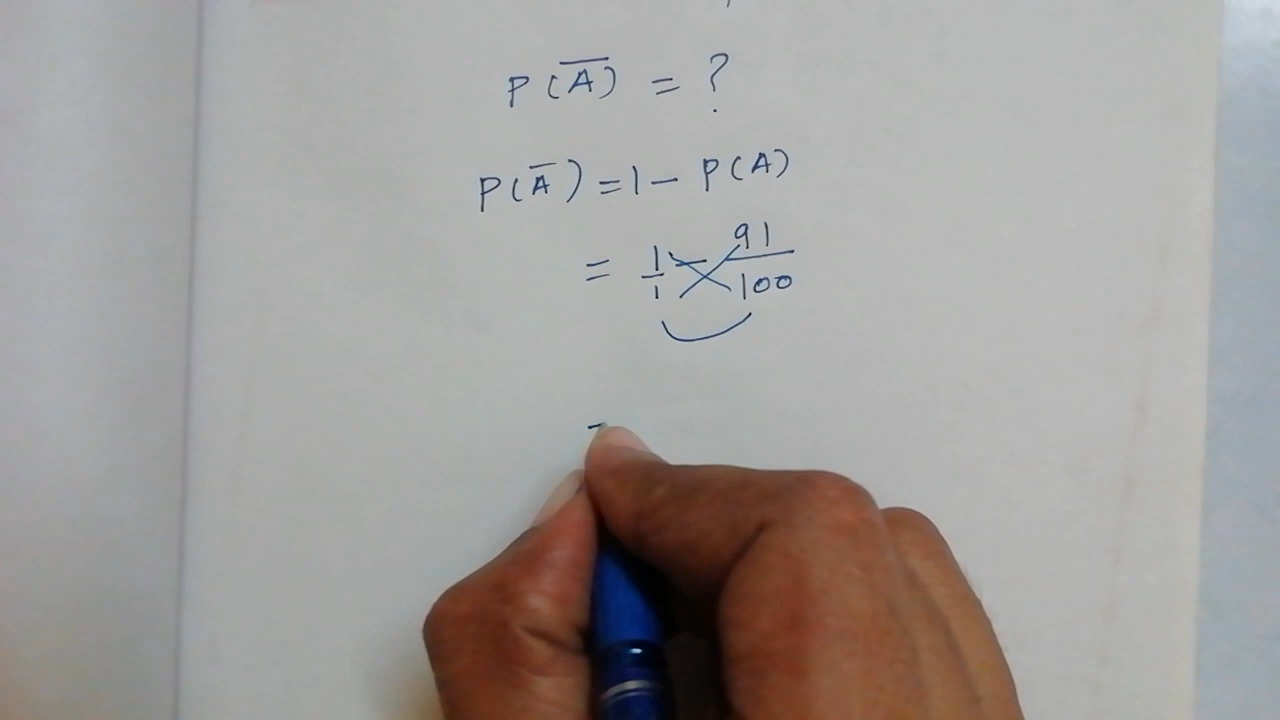 P(A̅) = ?
P(A̅) = 1 - P(A)
= 1/1 - 91/100